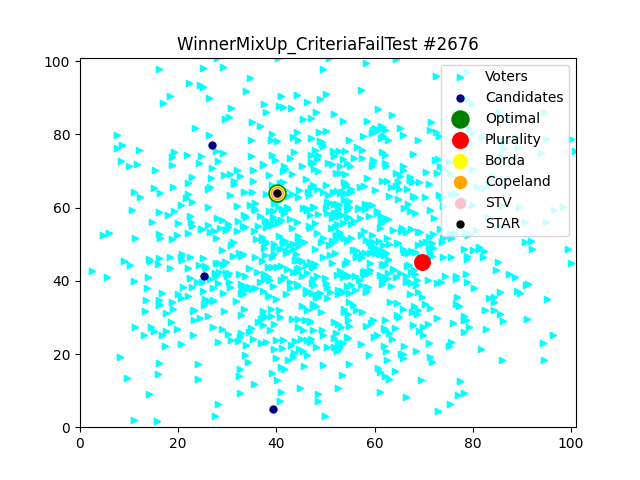 WinnerMixUp_CriteriaFailTest #2676
100
80
60
40
20
0
0 20 40 60 80 100
Voters
Candidates
Optimal
Plurality
Borda
Copeland
STV
STAR